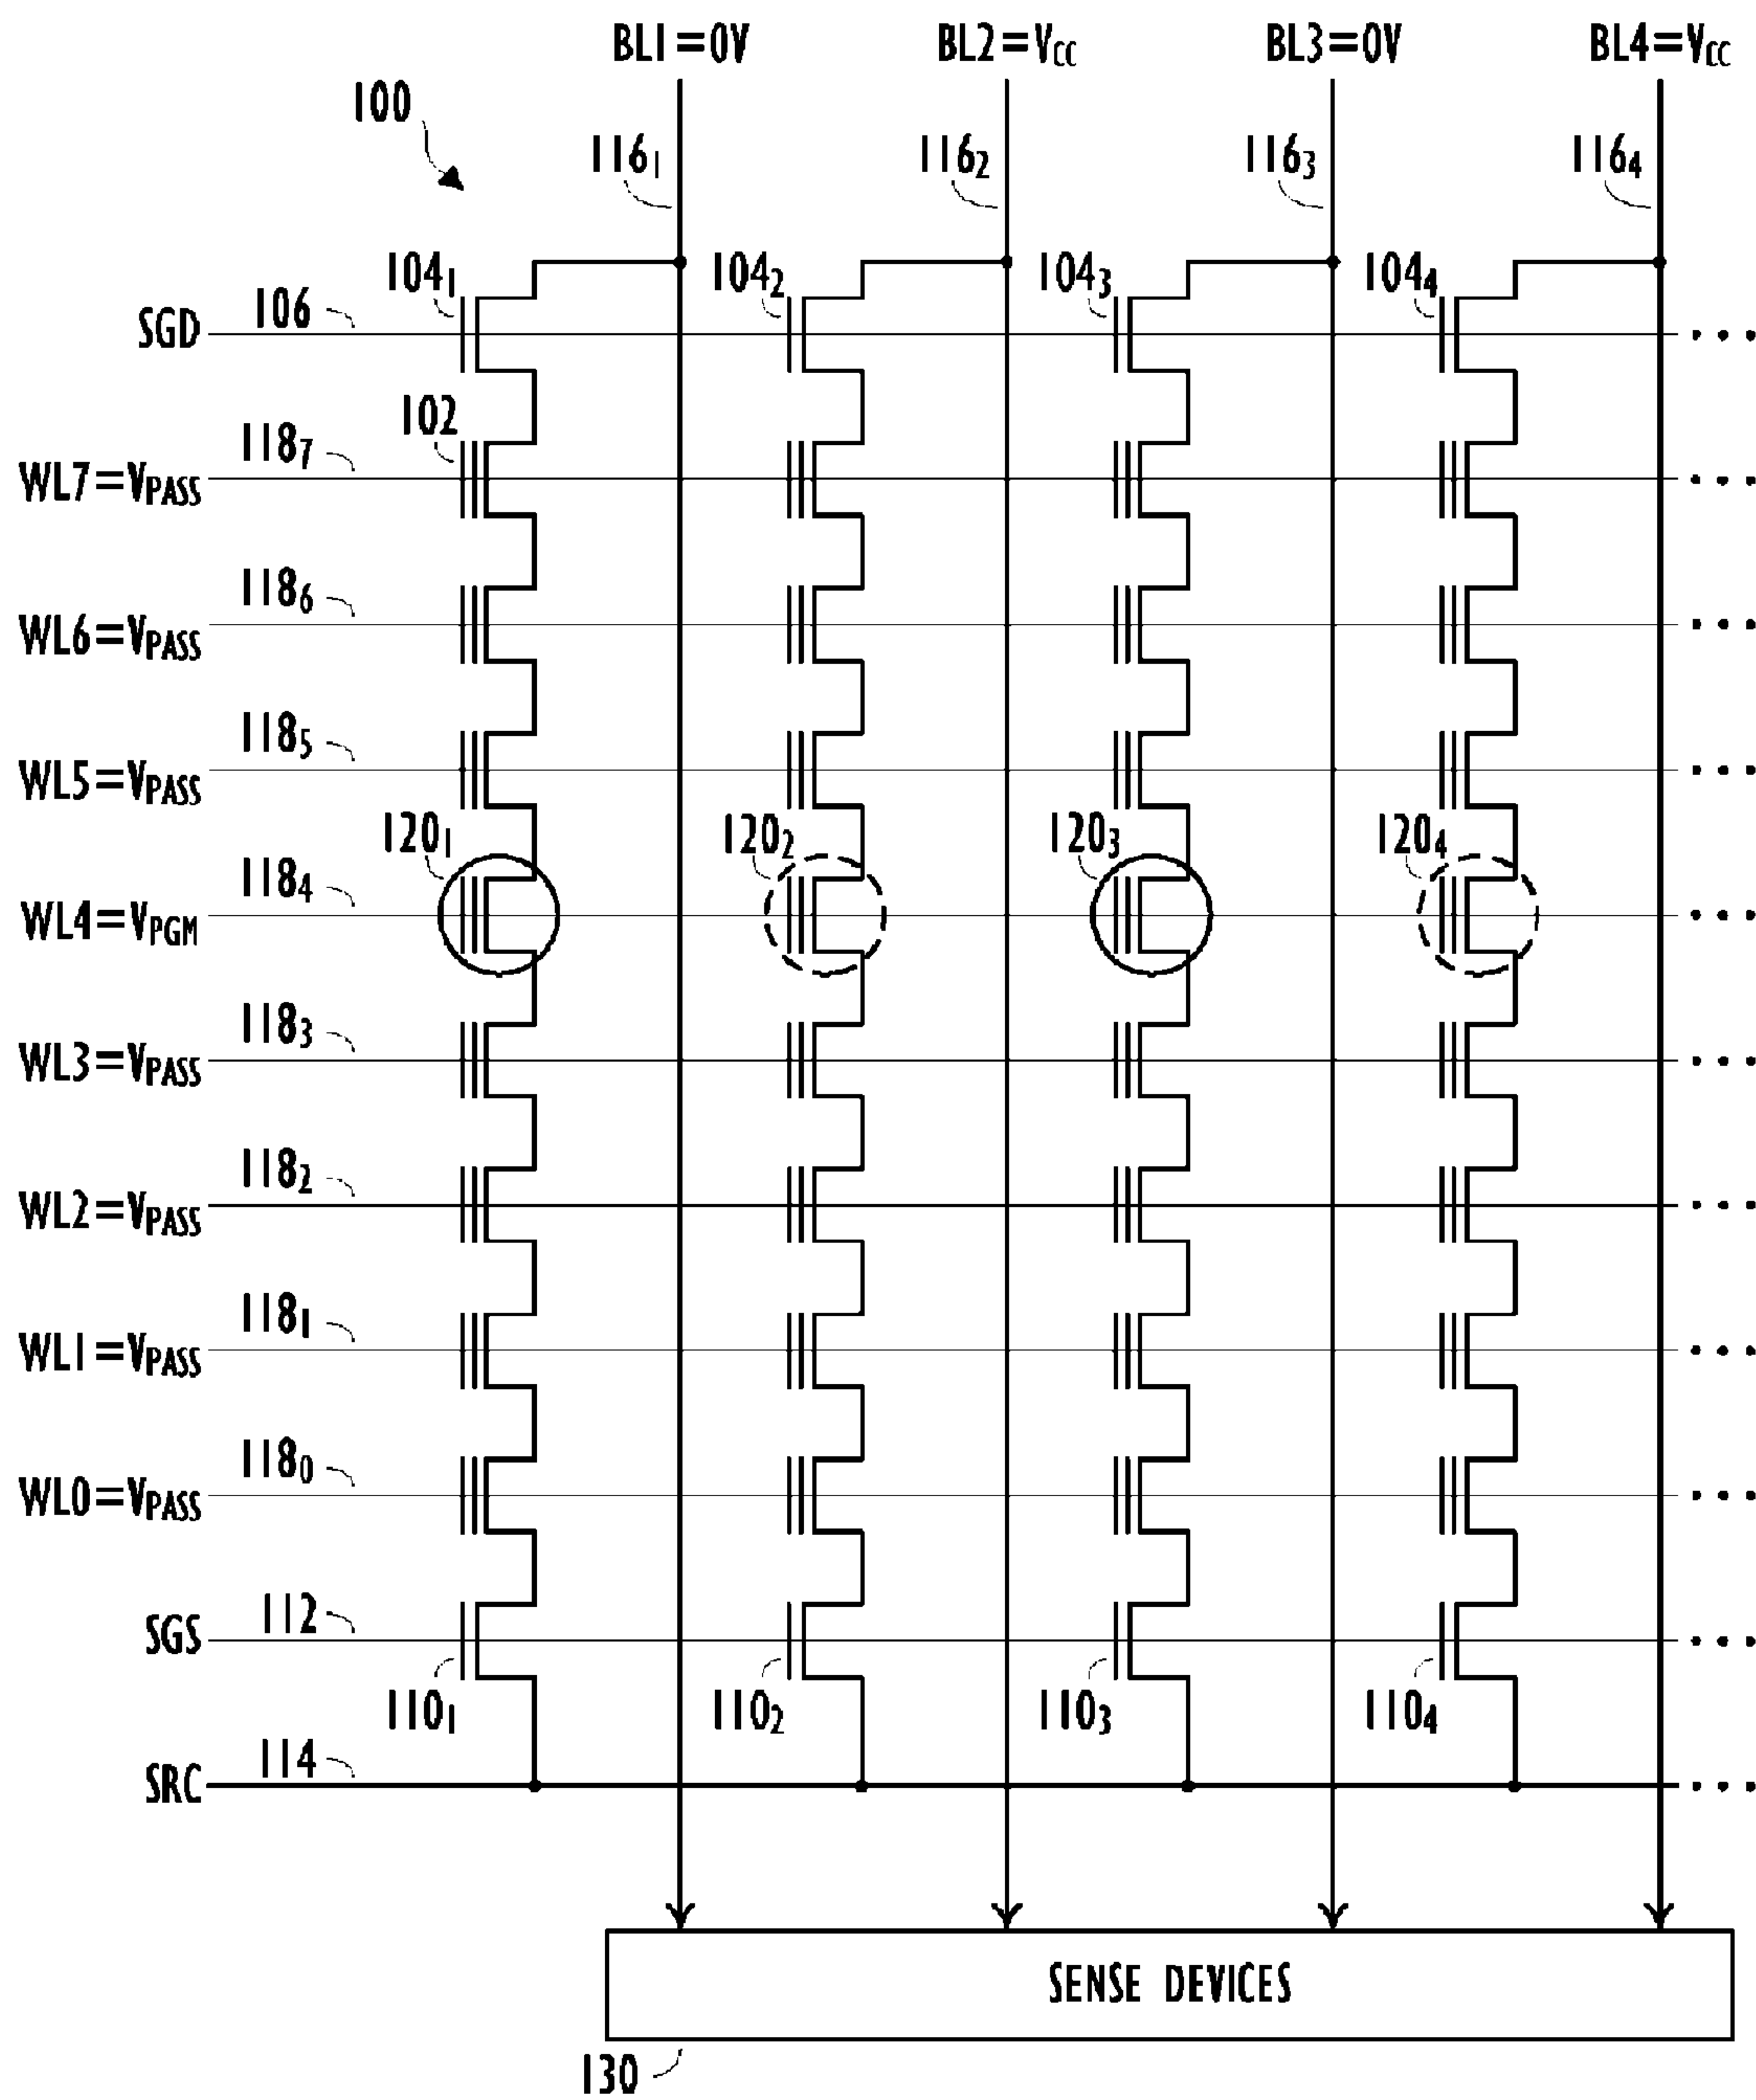 BL1=0V BL2=VCC BL3=0V BL4=VCC
100
116₁ 116₂ 116₃ 116₄
104₁ 104₂ 104₃ 104₄
SGD 106
102
WL7=VPASS 118₇
WL6=VPASS 118₆
WL5=VPASS 118₅
120₁ 120₂ 120₃ 120₄
WL4=VPGM 118₄
WL3=VPASS 118₃
WL2=VPASS 118₂
WL1=VPASS 118₁
WL0=VPASS 118₀
SGS 112
110₁ 110₂ 110₃ 110₄
SRC 114
SENSE DEVICES
130